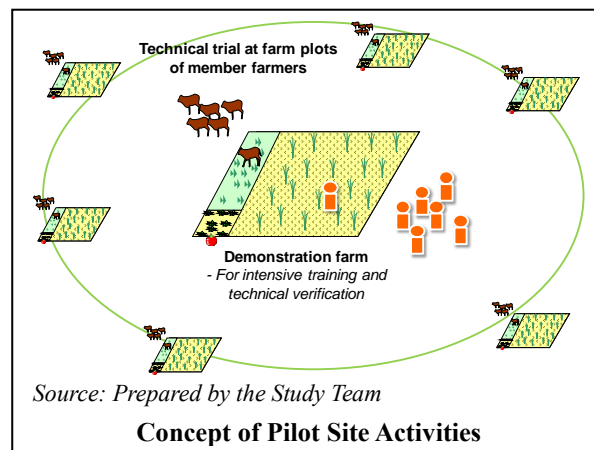 Technical trial at farm plots
of member farmers
Demonstration farm
- For intensive training and
technical verification
Source: Prepared by the Study Team
Concept of Pilot Site Activities